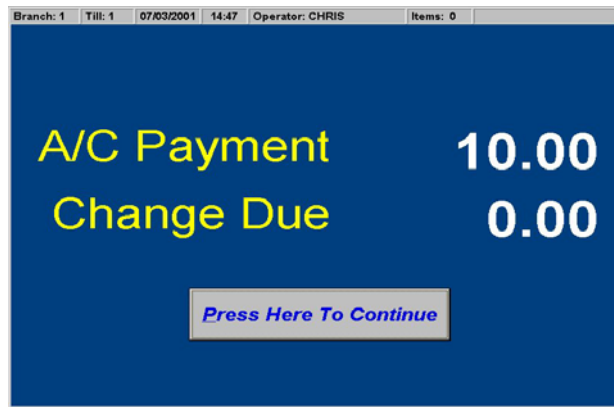 Branch: 1 Till: 1 07/03/2001 14:47 Operator: CHRIS Items: 0
A/C Payment 10.00
Change Due 0.00
Press Here To Continue